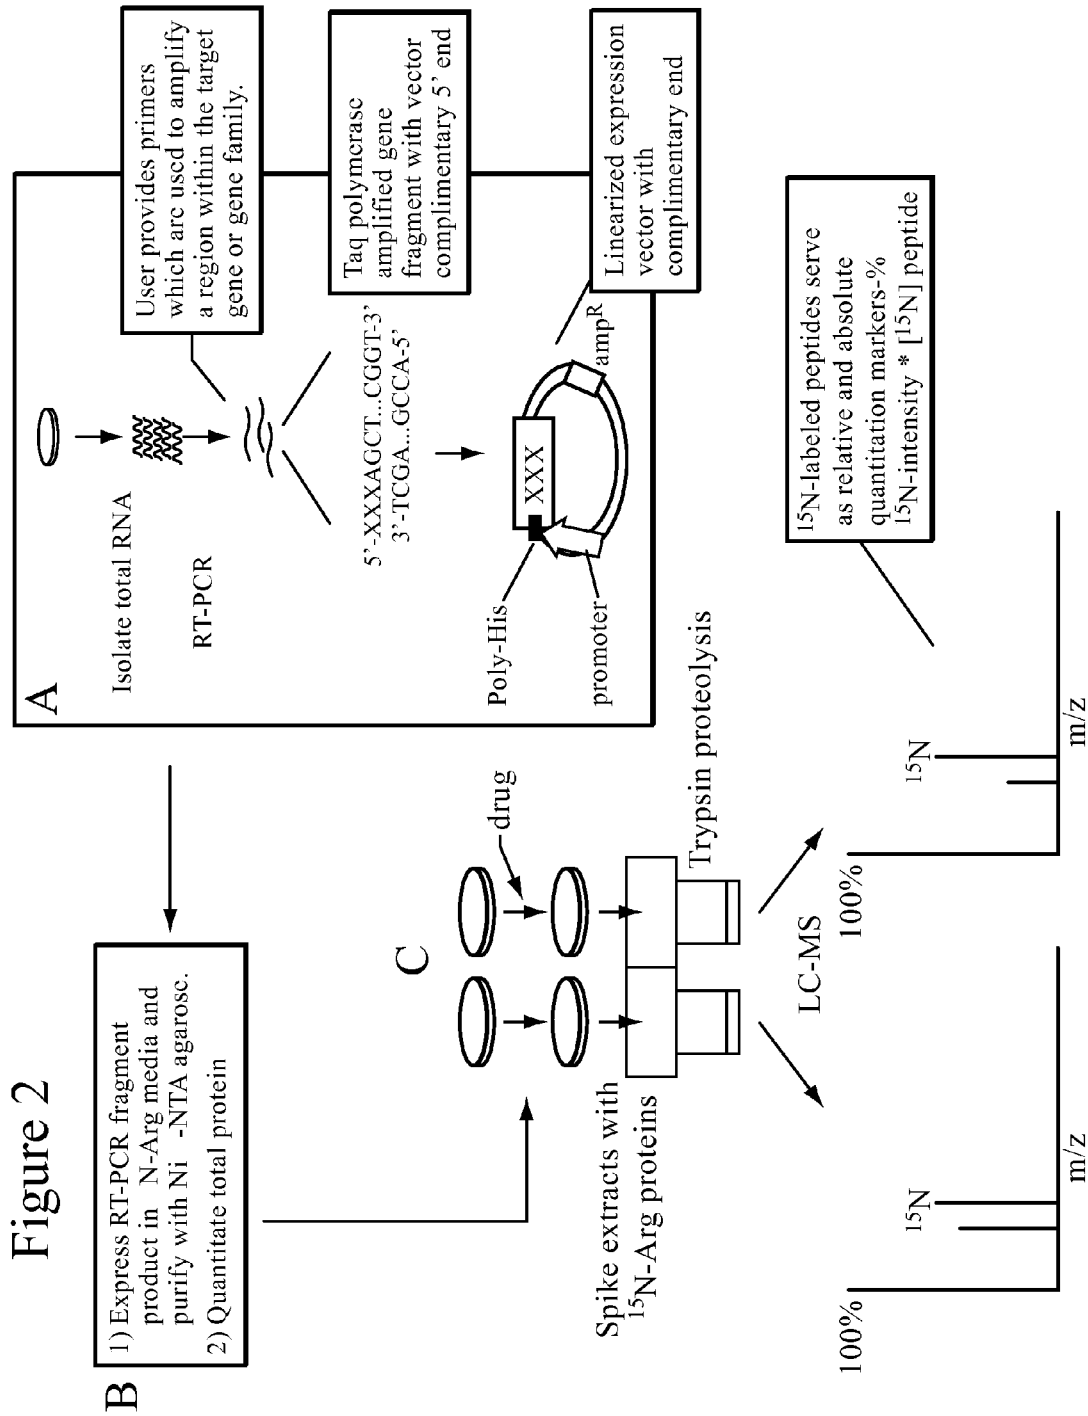 Figure 2
A
Isolate total RNA
RT-PCR
User provides primers
which arc uscd to amplify
a region within the target
gene or gene family.
5’-XXXAGCT...CGGT-3’
3’-TCGA...GCCA-5’
Taq polymcrasc
amplified gene
fragment with vector
complimentary 5’ end
Poly-His
XXX
promoter
ampR
Linearized expression
vector with
complimentary end
B
1) Express RT-PCR fragment
product in N-Arg media and
purify with Ni -NTA agarosc.
2) Quantitate total protein
C
drug
Spike extracts with
15N-Arg proteins
Trypsin proteolysis
LC-MS
100%
15N
m/z
100%
15N
m/z
15N-labeled peptides serve
as relative and absolute
quantitation markers-%
15N-intensity * [15N] peptide